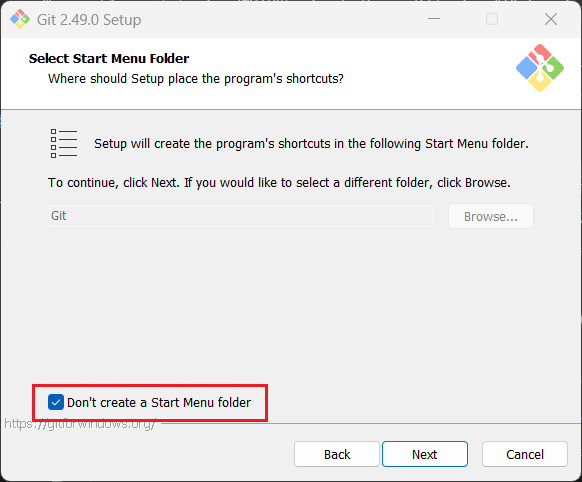 Git 2.49.0 Setup
Select Start Menu Folder
Where should Setup place the program's shortcuts?
Setup will create the program's shortcuts in the following Start Menu folder.
To continue, click Next. If you would like to select a different folder, click Browse.
Git
Browse...
Don't create a Start Menu folder
https://gitforwindows.org/
Back
Next
Cancel